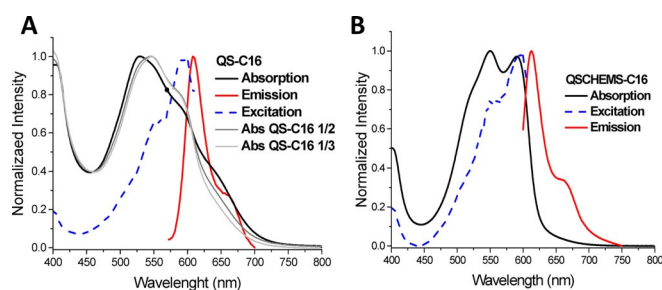 A
QS-C16
Absorption
Emission
Excitation
Abs QS-C16 1/2
Abs QS-C16 1/3
Normalizaed Intensity
1.0
0.8
0.6
0.4
0.2
0.0
400 450 500 550 600 650 700 750 800
Wavelenght (nm)
B
QSCHEMS-C16
Absorption
Excitation
Emission
Normalized Intensity
1.0
0.8
0.6
0.4
0.2
0.0
400 450 500 550 600 650 700 750 800
Wavelength (nm)